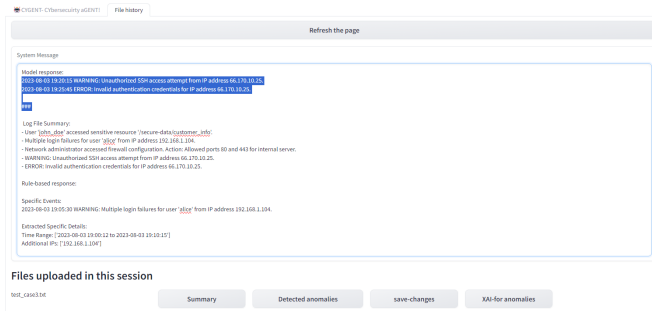 CYGENT- CYbersecuirty aGENT!
File history
Refresh the page
System Message
Model response:
2023-08-03 19:20:15 WARNING: Unauthorized SSH access attempt from IP address 66.170.10.25.
2023-08-03 19:25:45 ERROR: Invalid authentication credentials for IP address 66.170.10.25.
###
Log File Summary:
- User 'john_doe' accessed sensitive resource '/secure-data/customer_info'.
- Multiple login failures for user 'alice' from IP address 192.168.1.104.
- Network administrator accessed firewall configuration. Action: Allowed ports 80 and 443 for internal server.
- WARNING: Unauthorized SSH access attempt from IP address 66.170.10.25.
- ERROR: Invalid authentication credentials for IP address 66.170.10.25.
Rule-based response:
Specific Events:
2023-08-03 19:05:30 WARNING: Multiple login failures for user 'alice' from IP address 192.168.1.104.
Extracted Specific Details:
Time Range: ['2023-08-03 19:00:12 to 2023-08-03 19:10:15']
Additional IPs: ['192.168.1.104']
Files uploaded in this session
test_case3.txt
Summary
Detected anomalies
save-changes
XAI-for anomalies